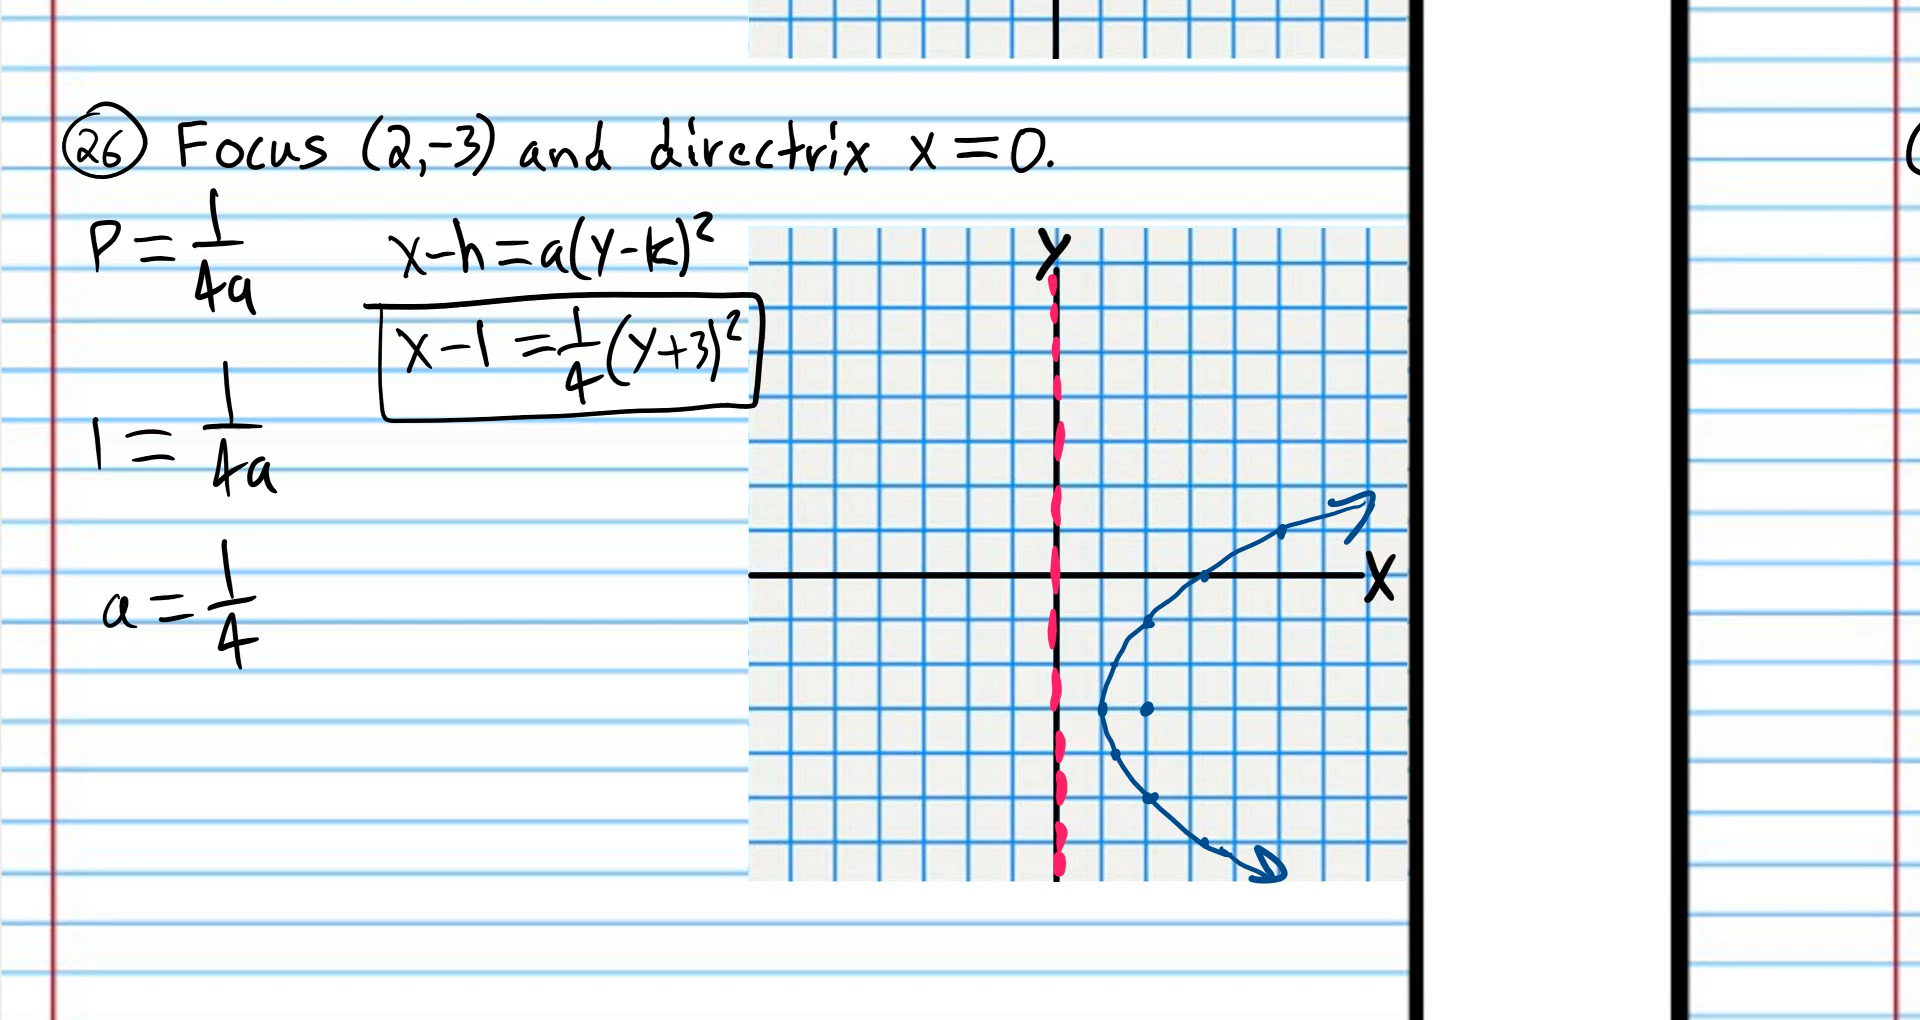 26 Focus (2,-3) and directrix x=0.
P=1/4a
x-h=a(y-k)²
x-1=1/4(y+3)²
1=1/4a
a=1/4
Y
X